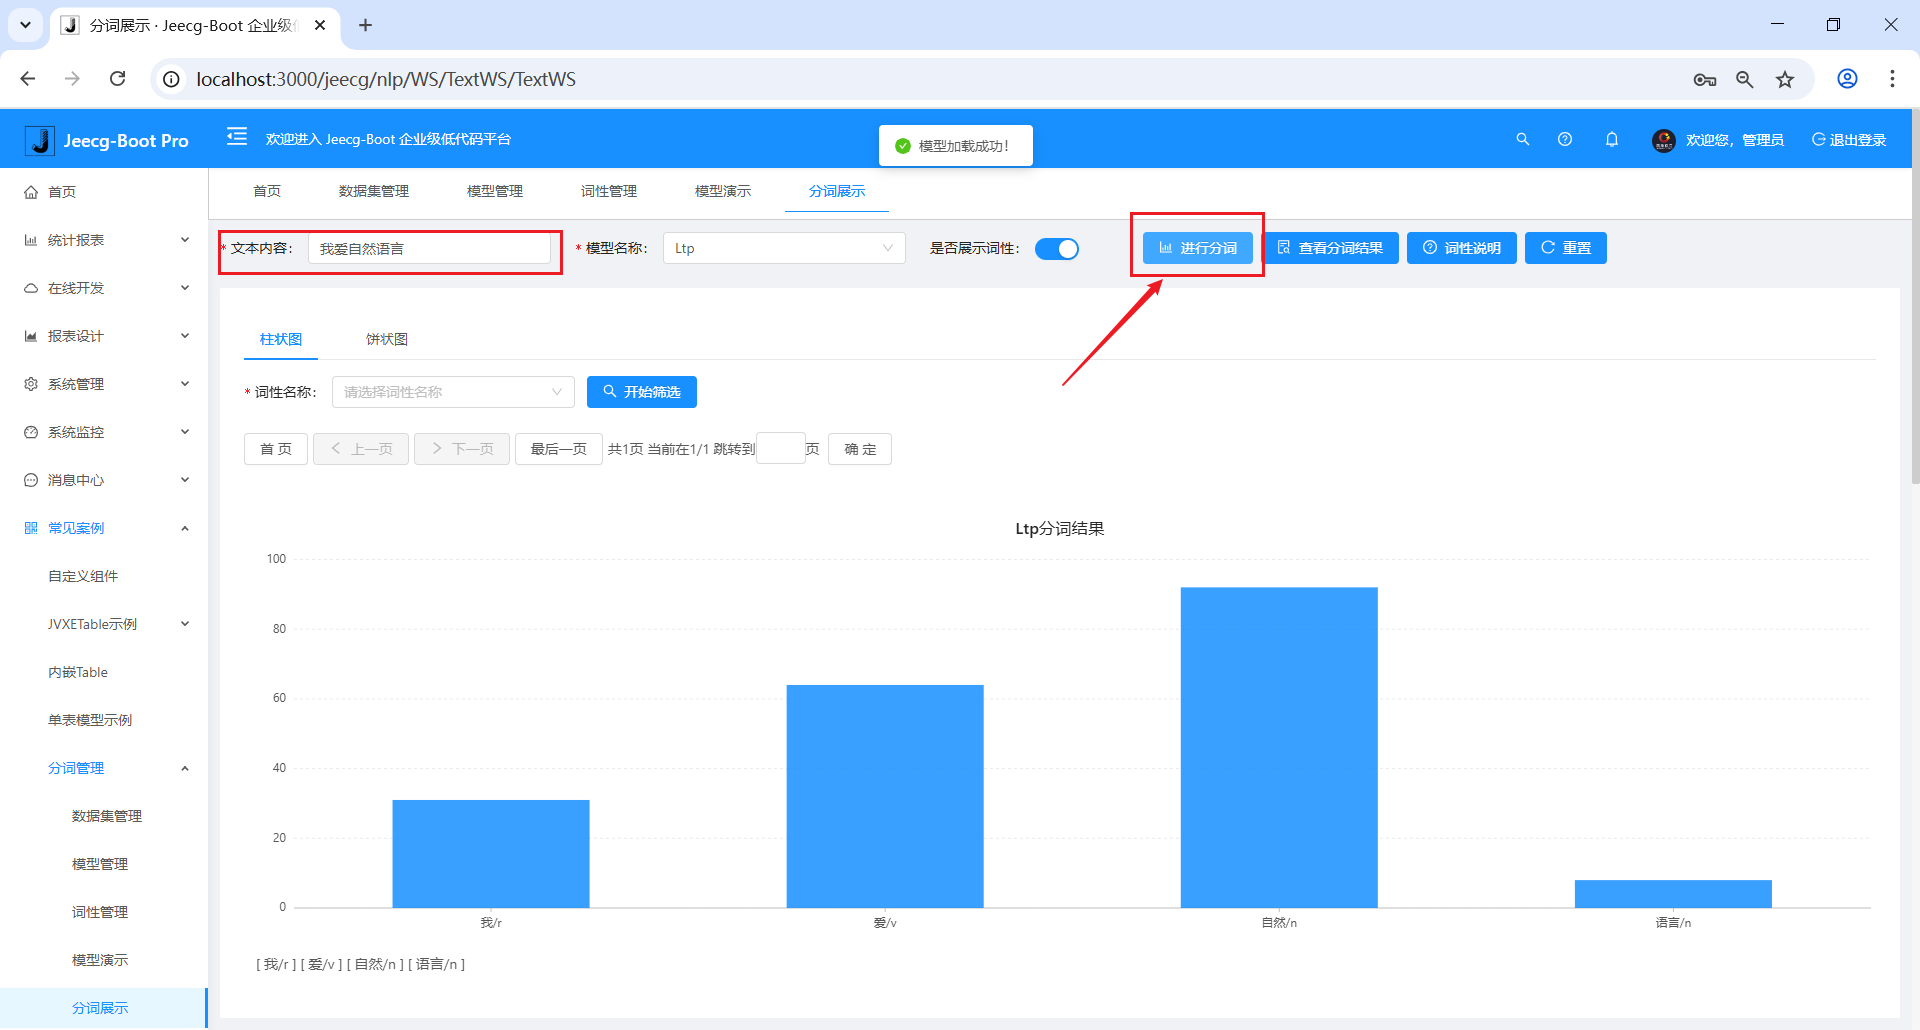 分词展示 · Jeecg-Boot 企业级
localhost:3000/jeecg/nlp/WS/TextWS/TextWS
Jeecg-Boot Pro
欢迎进入 Jeecg-Boot 企业级低代码平台
模型加载成功！
欢迎您，管理员
退出登录
首页
统计报表
在线开发
报表设计
系统管理
系统监控
消息中心
常见案例
自定义组件
JVXETable示例
内嵌Table
单表模型示例
分词管理
数据集管理
模型管理
词性管理
模型演示
分词展示
首页 数据集管理 模型管理 词性管理 模型演示 分词展示
* 文本内容： 我爱自然语言 * 模型名称： Ltp 是否展示词性： 进行分词 查看分词结果 词性说明 重置
柱状图 饼状图
* 词性名称： 请选择词性名称 开始筛选
首 页 上一页 下一页 最后一页 共1页 当前在1/1 跳转到 页 确 定
Ltp分词结果
100
80
60
40
20
0
我/r 爱/v 自然/n 语言/n
[ 我/r ] [ 爱/v ] [ 自然/n ] [ 语言/n ]